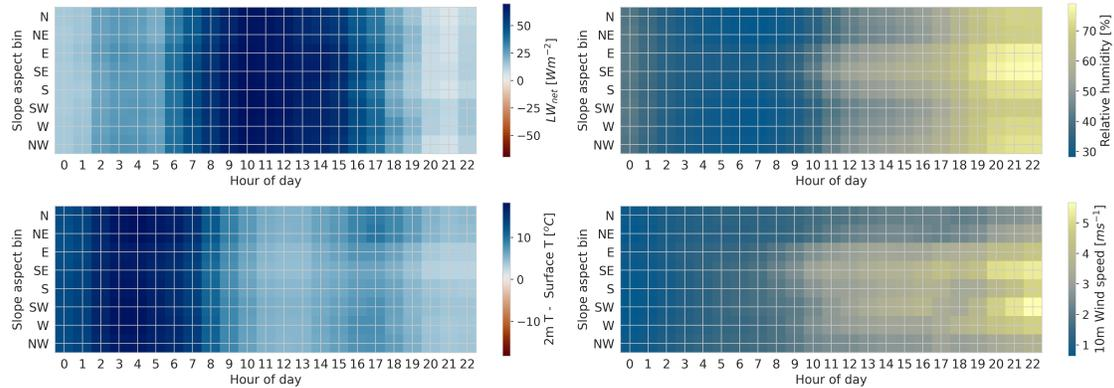 N
NE
E
SE
S
SW
W
NW
Slope aspect bin
0 1 2 3 4 5 6 7 8 9 10 11 12 13 14 15 16 17 18 19 20 21 22
Hour of day
50
25
0
−25
−50
LW_net [Wm⁻²]
N
NE
E
SE
S
SW
W
NW
Slope aspect bin
0 1 2 3 4 5 6 7 8 9 10 11 12 13 14 15 16 17 18 19 20 21 22
Hour of day
70
60
50
40
30
Relative humidity [%]
N
NE
E
SE
S
SW
W
NW
Slope aspect bin
0 1 2 3 4 5 6 7 8 9 10 11 12 13 14 15 16 17 18 19 20 21 22
Hour of day
10
0
−10
2m T - Surface T [°C]
N
NE
E
SE
S
SW
W
NW
Slope aspect bin
0 1 2 3 4 5 6 7 8 9 10 11 12 13 14 15 16 17 18 19 20 21 22
Hour of day
5
4
3
2
1
10m Wind speed [ms⁻¹]